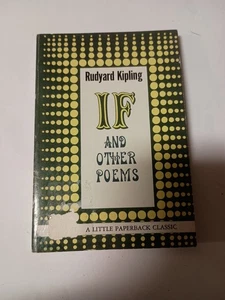 Rudyard Kipling
IF
AND
OTHER
POEMS
A LITTLE PAPERBACK CLASSIC